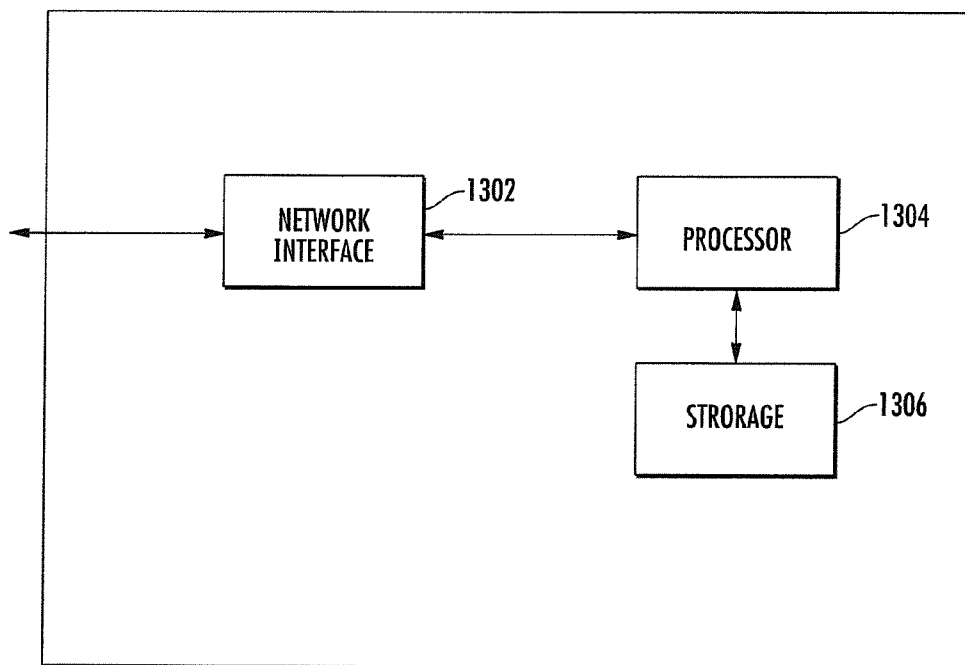 NETWORK
INTERFACE
1302
PROCESSOR
1304
STRORAGE
1306